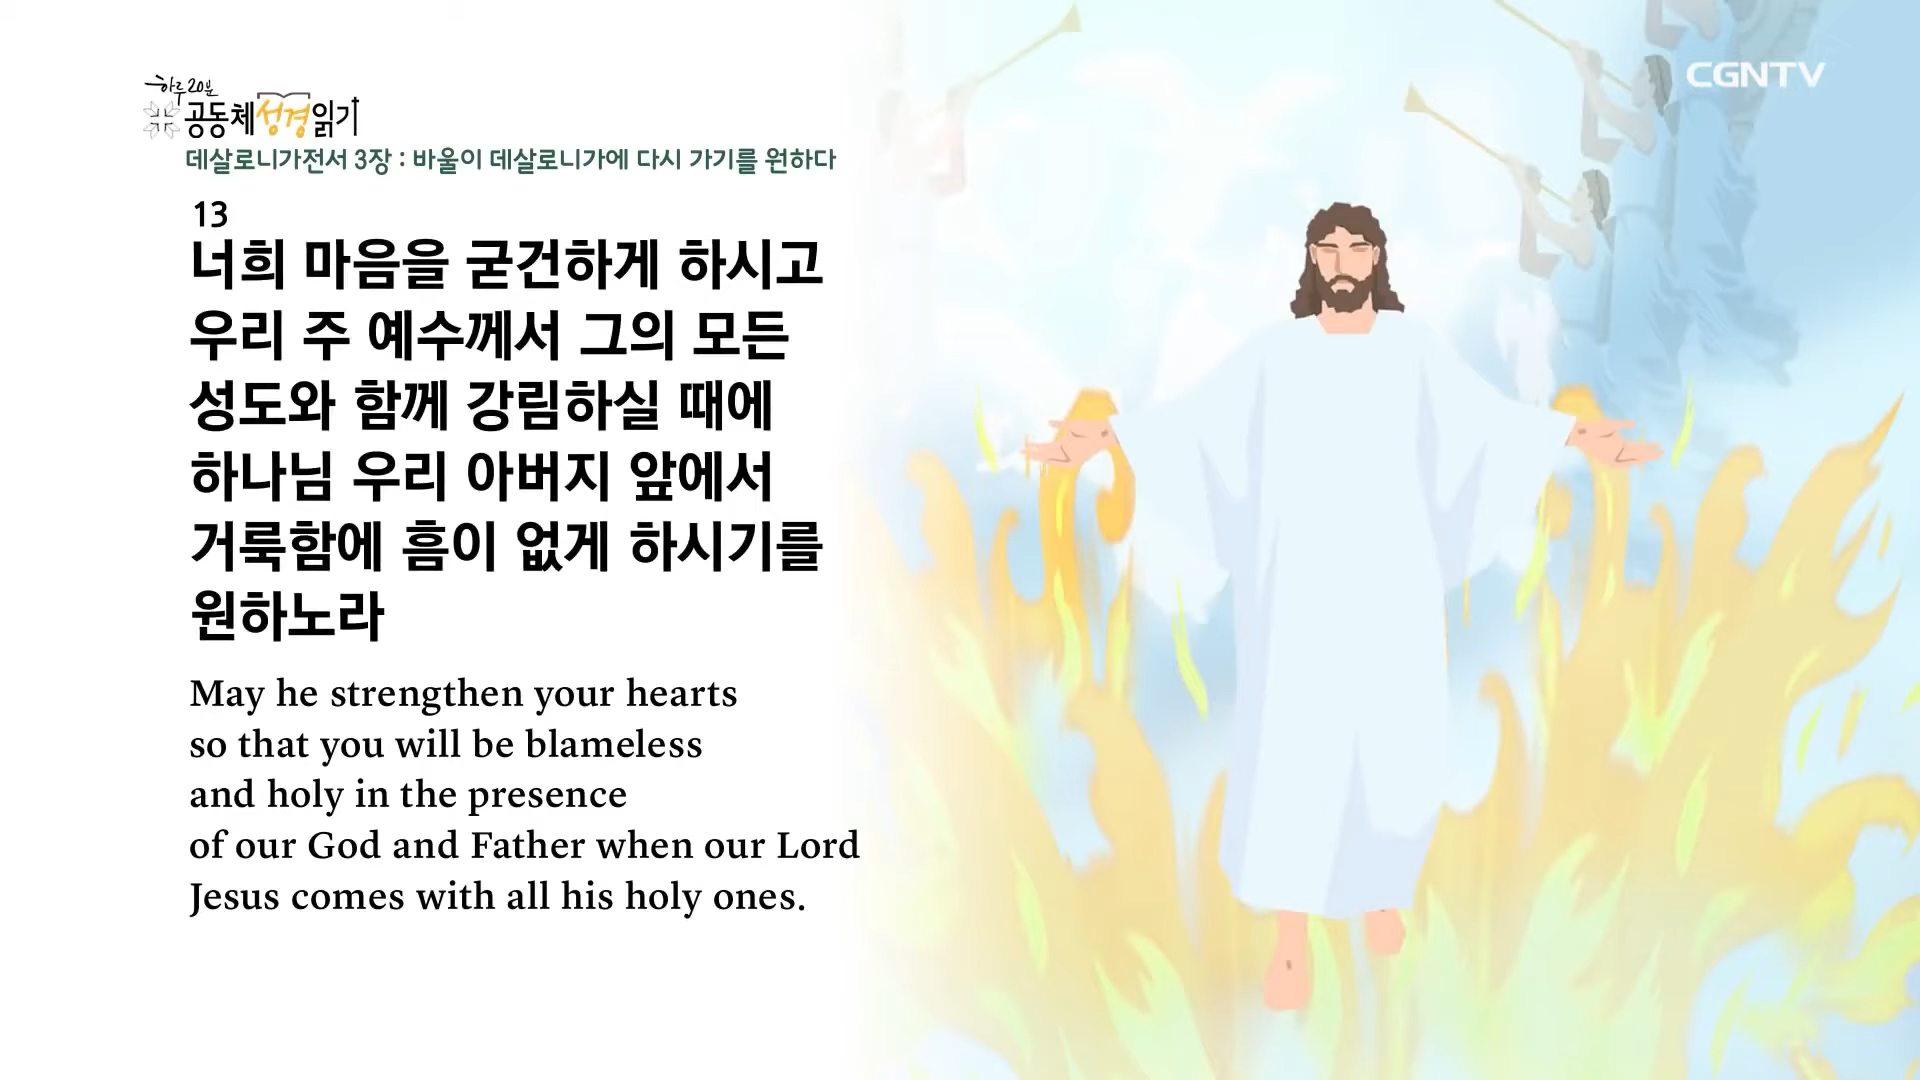 하루 20분
공동체성경읽기
CGNTV
데살로니가전서 3장 : 바울이 데살로니가에 다시 가기를 원하다
13
너희 마음을 굳건하게 하시고
우리 주 예수께서 그의 모든
성도와 함께 강림하실 때에
하나님 우리 아버지 앞에서
거룩함에 흠이 없게 하시기를
원하노라
May he strengthen your hearts
so that you will be blameless
and holy in the presence
of our God and Father when our Lord
Jesus comes with all his holy ones.